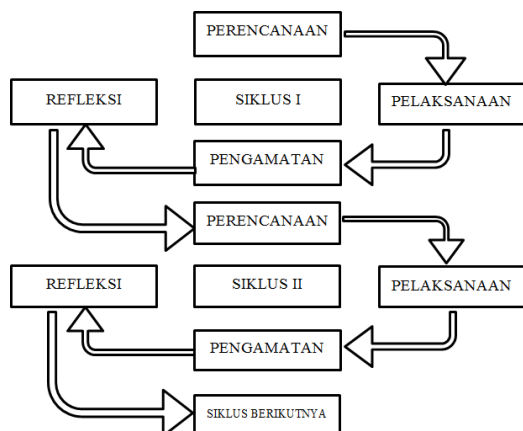 PERENCANAAN
REFLEKSI
SIKLUS I
PELAKSANAAN
PENGAMATAN
PERENCANAAN
REFLEKSI
SIKLUS II
PELAKSANAAN
PENGAMATAN
SIKLUS BERIKUTNYA